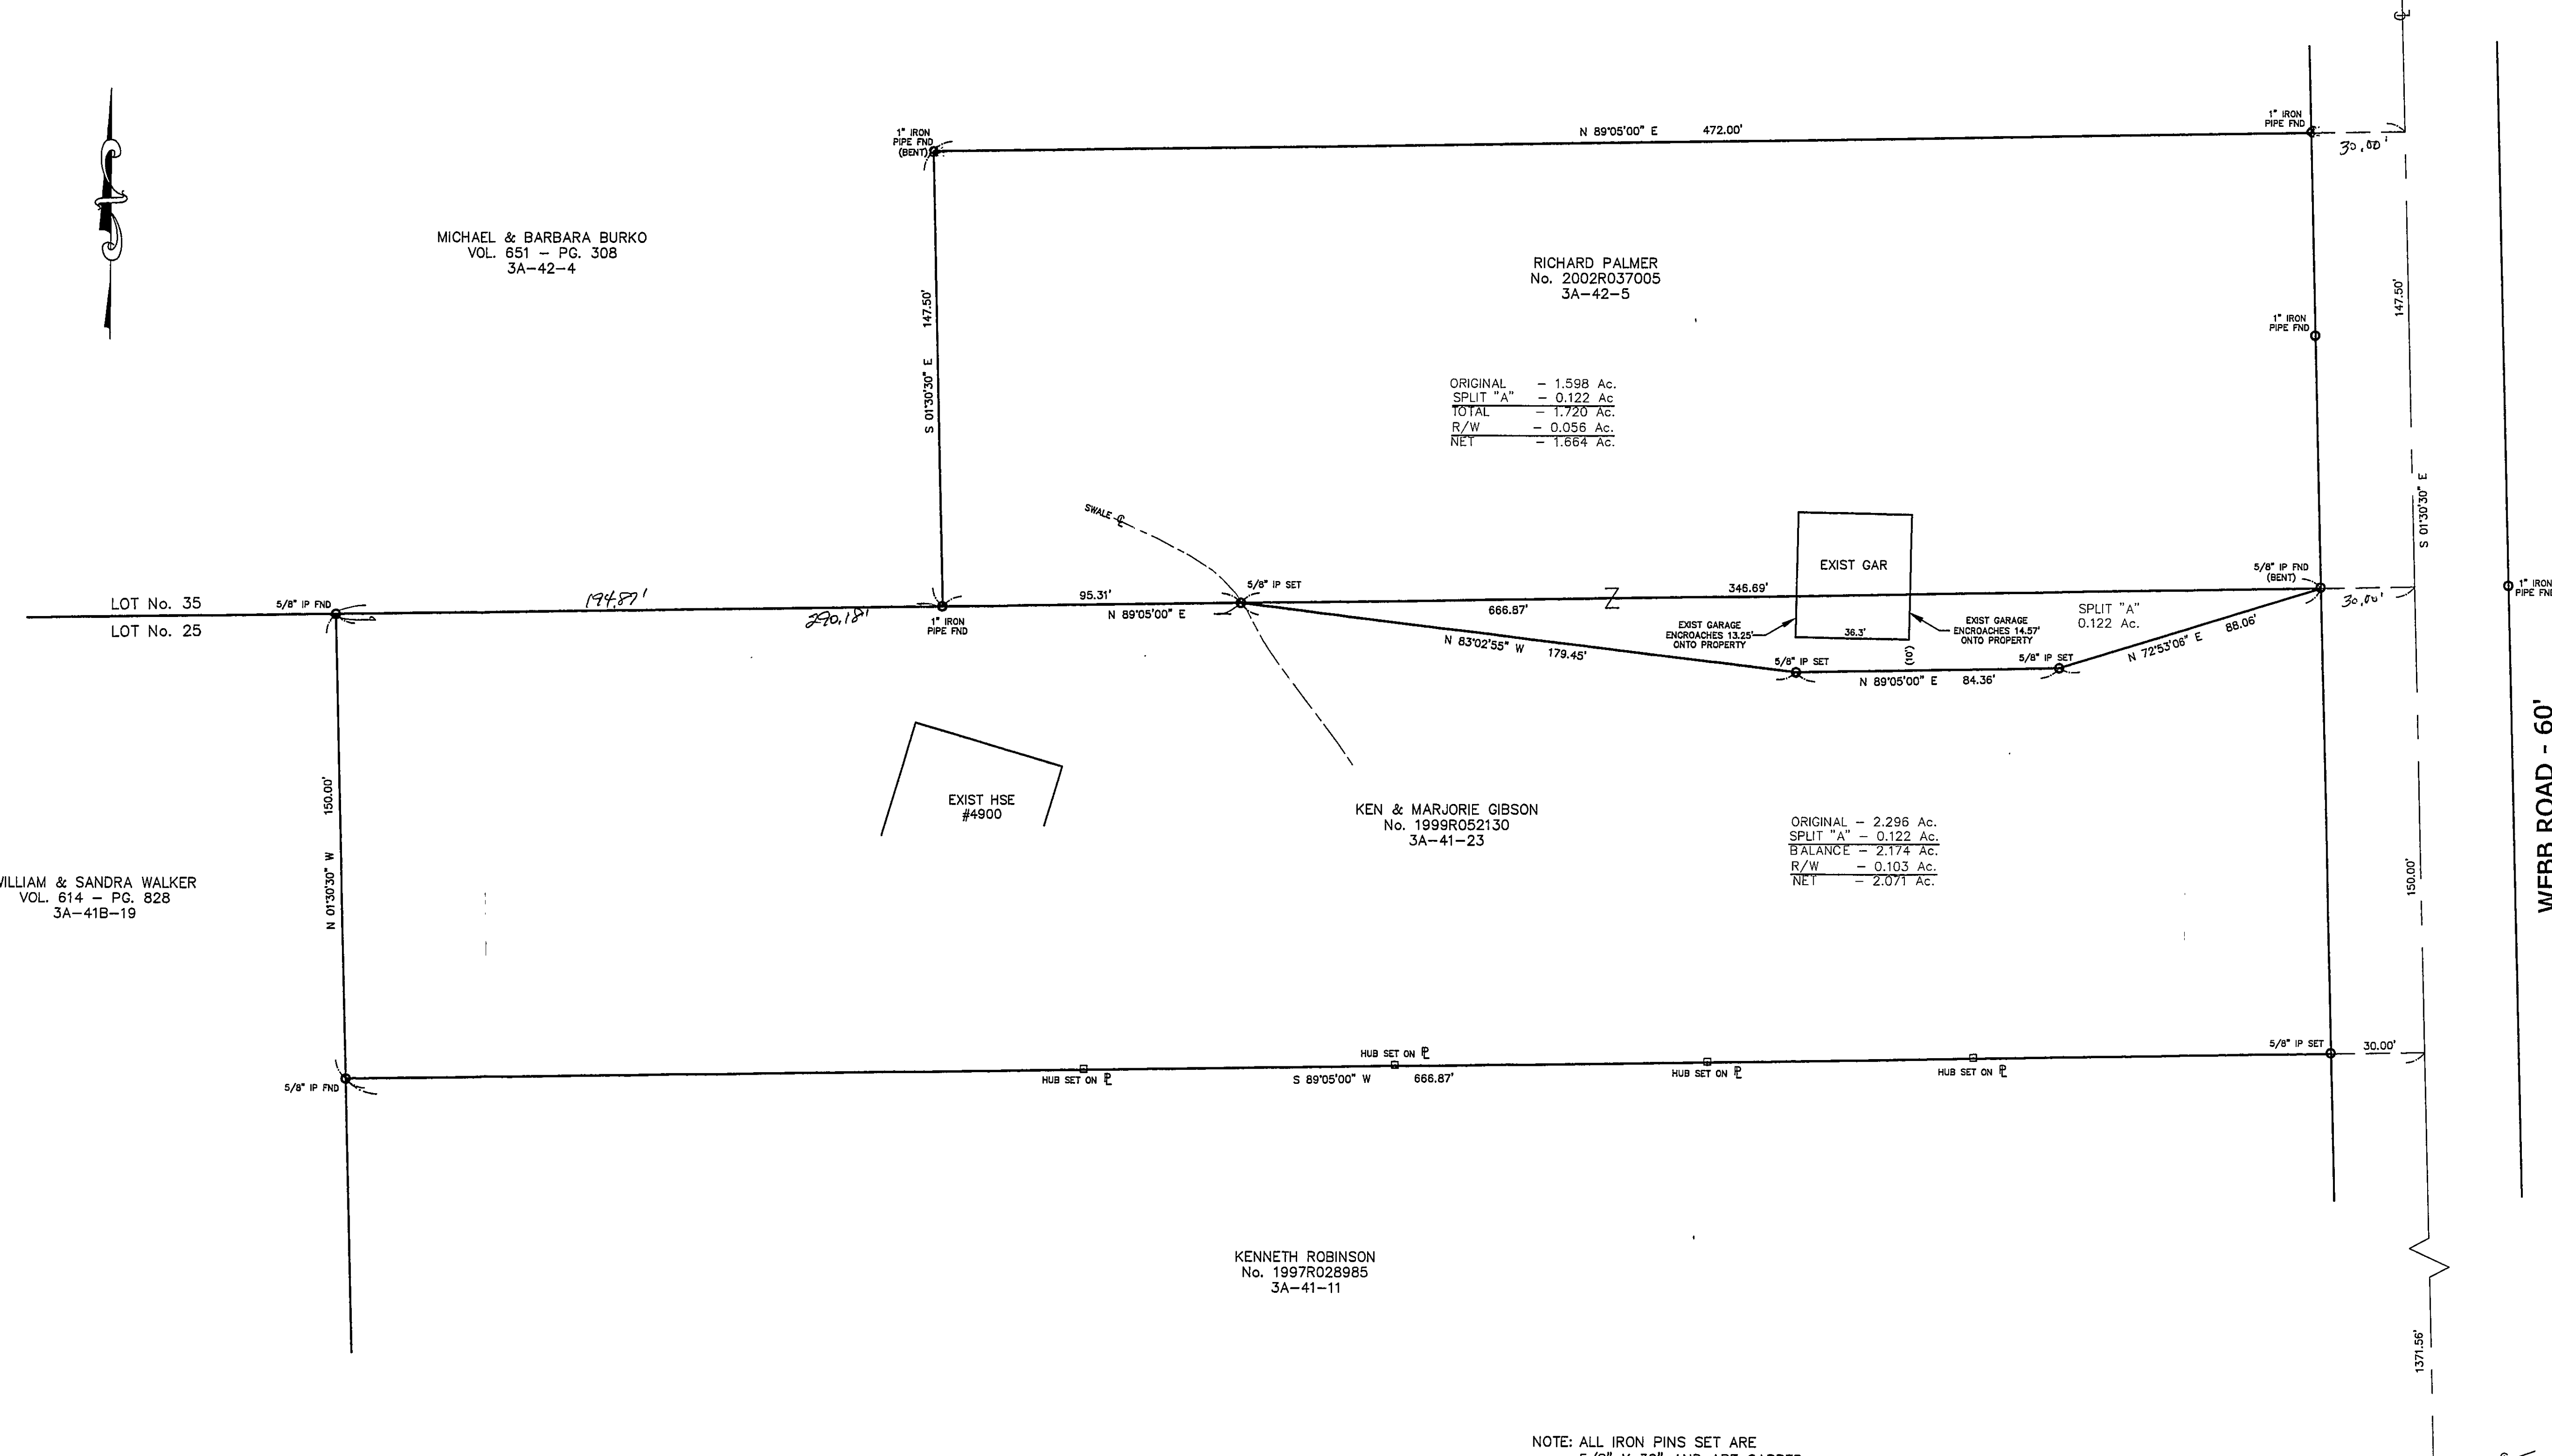 1" IRON
PIPE FND
(BENT)
N 89°05'00" E 472.00'
1" IRON
PIPE FND
30.00'
MICHAEL & BARBARA BURKO
VOL. 651 – PG. 308
3A–42–4
S 01°30'30" E 147.50'
RICHARD PALMER
No. 2002R037005
3A–42–5
147.50'
1" IRON
PIPE FND
ORIGINAL – 1.598 Ac.
SPLIT "A" – 0.122 Ac
TOTAL – 1.720 Ac.
R/W – 0.056 Ac.
NET – 1.664 Ac.
S 01°30'30" E
SWALE ℄
EXIST GAR
LOT No. 35
LOT No. 25
5/8" IP FND
194.87'
290.18'
1" IRON
PIPE FND
95.31'
N 89°05'00" E
5/8" IP SET
666.87'
346.69'
5/8" IP FND
(BENT)
30.00'
1" IRON
PIPE FND
EXIST GARAGE
ENCROACHES 13.25'
ONTO PROPERTY
36.3'
EXIST GARAGE
ENCROACHES 14.57'
ONTO PROPERTY
SPLIT "A"
0.122 Ac.
N 83°02'55" W 179.45'
5/8" IP SET
(10')
N 89°05'00" E 84.36'
5/8" IP SET
N 72°53'06" E 88.06'
N 01°30'30" W 150.00'
EXIST HSE
#4900
KEN & MARJORIE GIBSON
No. 1999R052130
3A–41–23
ORIGINAL – 2.296 Ac.
SPLIT "A" – 0.122 Ac.
BALANCE – 2.174 Ac.
R/W – 0.103 Ac.
NET – 2.071 Ac.
150.00'
WEBB ROAD - 60'
WILLIAM & SANDRA WALKER
VOL. 614 – PG. 828
3A–41B–19
5/8" IP FND
HUB SET ON ⅊
HUB SET ON ⅊
S 89°05'00" W 666.87'
HUB SET ON ⅊
HUB SET ON ⅊
5/8" IP SET
30.00'
KENNETH ROBINSON
No. 1997R028985
3A–41–11
1371.56'
NOTE: ALL IRON PINS SET ARE